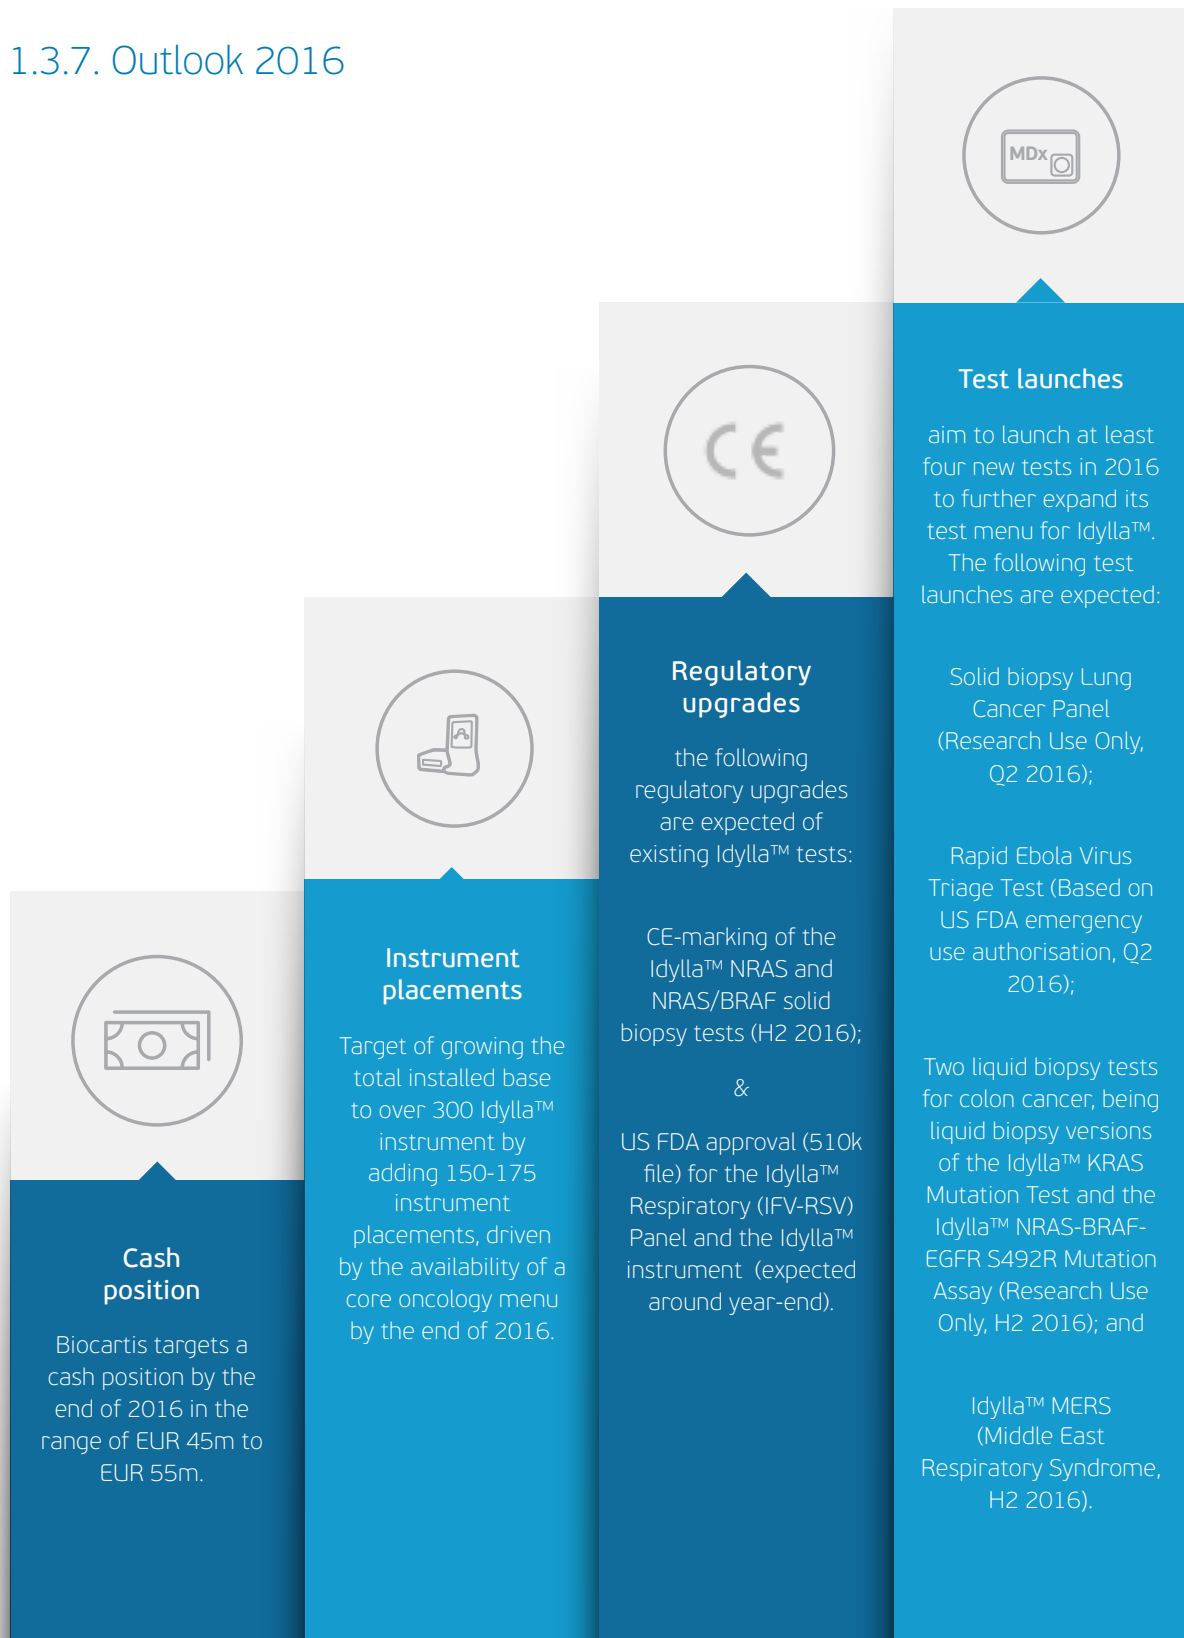 1.3.7. Outlook 2016
Cash
position
Biocartis targets a
cash position by the
end of 2016 in the
range of EUR 45m to
EUR 55m.
Instrument
placements
Target of growing the
total installed base
to over 300 Idylla™
instrument by
adding 150-175
instrument
placements, driven
by the availability of a
core oncology menu
by the end of 2016.
CE
Regulatory
upgrades
the following
regulatory upgrades
are expected of
existing Idylla™ tests:
CE-marking of the
Idylla™ NRAS and
NRAS/BRAF solid
biopsy tests (H2 2016);
&
US FDA approval (510k
file) for the Idylla™
Respiratory (IFV-RSV)
Panel and the Idylla™
instrument (expected
around year-end).
MDx
Test launches
aim to launch at least
four new tests in 2016
to further expand its
test menu for Idylla™.
The following test
launches are expected:
Solid biopsy Lung
Cancer Panel
(Research Use Only,
Q2 2016);
Rapid Ebola Virus
Triage Test (Based on
US FDA emergency
use authorisation, Q2
2016);
Two liquid biopsy tests
for colon cancer, being
liquid biopsy versions
of the Idylla™ KRAS
Mutation Test and the
Idylla™ NRAS-BRAF-
EGFR S492R Mutation
Assay (Research Use
Only, H2 2016); and
Idylla™ MERS
(Middle East
Respiratory Syndrome,
H2 2016).